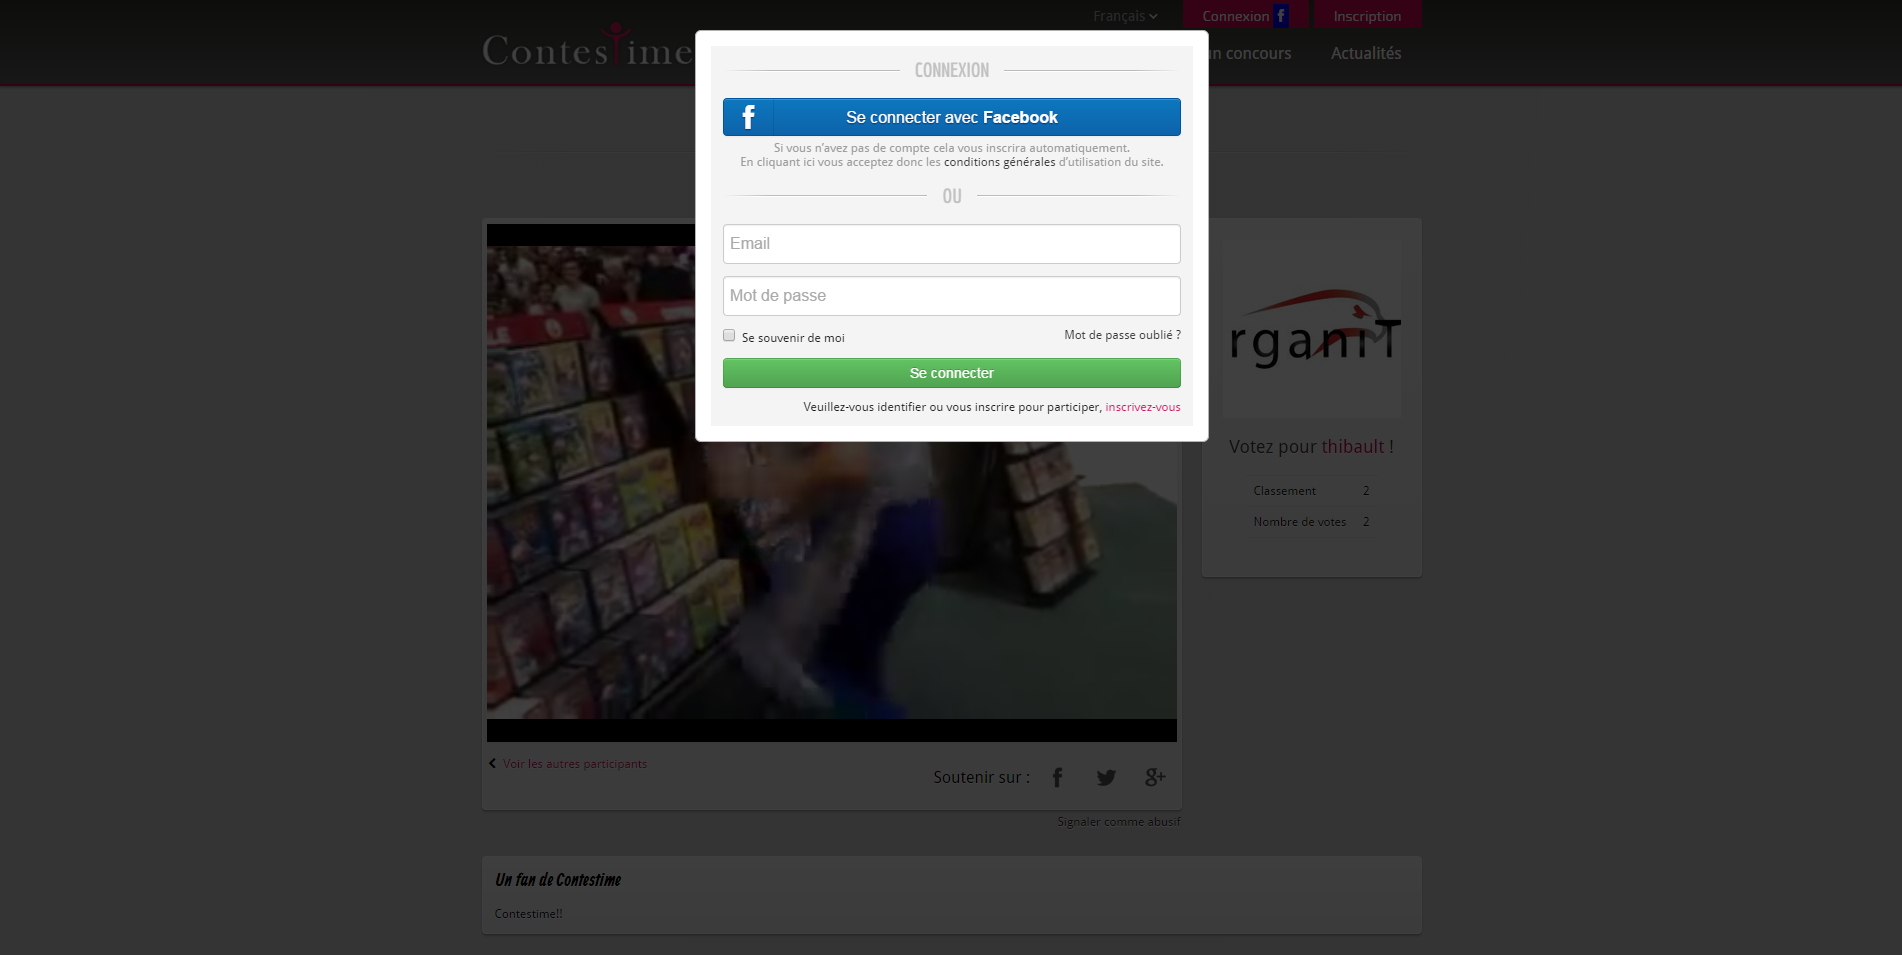 Français
Connexion
Inscription
Contestime
un concours
Actualités
CONNEXION
Se connecter avec Facebook
Si vous n’avez pas de compte cela vous inscrira automatiquement.
En cliquant ici vous acceptez donc les conditions générales d’utilisation du site.
OU
Email
Mot de passe
Se souvenir de moi
Mot de passe oublié ?
Se connecter
Veuillez-vous identifier ou vous inscrire pour participer, inscrivez-vous
rganiT
Votez pour thibault !
Classement 2
Nombre de votes 2
Voir les autres participants
Soutenir sur :
Signaler comme abusif
Un fan de Contestime
Contestime!!